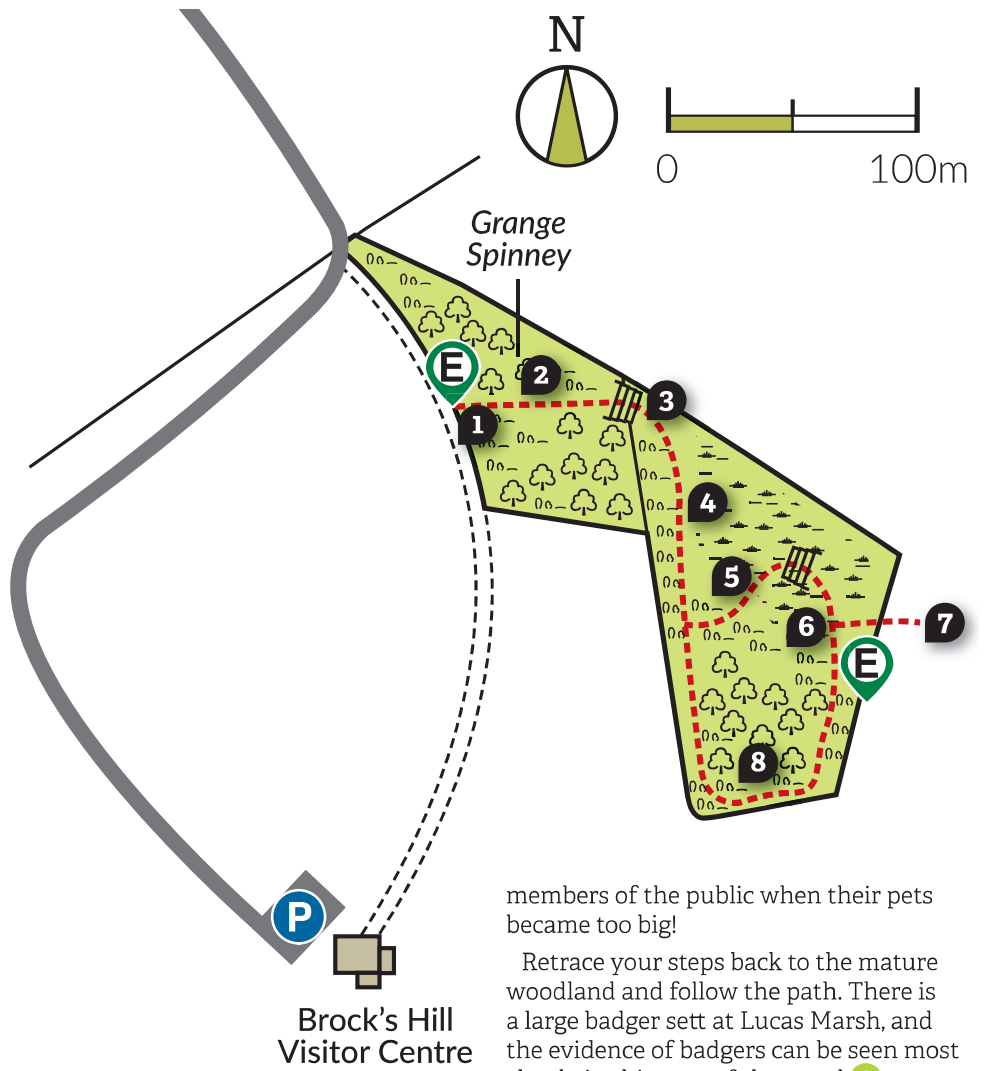 N
0
100m
Grange
Spinney
E
1
2
3
4
5
6
7
E
8
P
Brock's Hill
Visitor Centre
members of the public when their pets
became too big!
Retrace your steps back to the mature
woodland and follow the path. There is
a large badger sett at Lucas Marsh, and
the evidence of badgers can be seen most